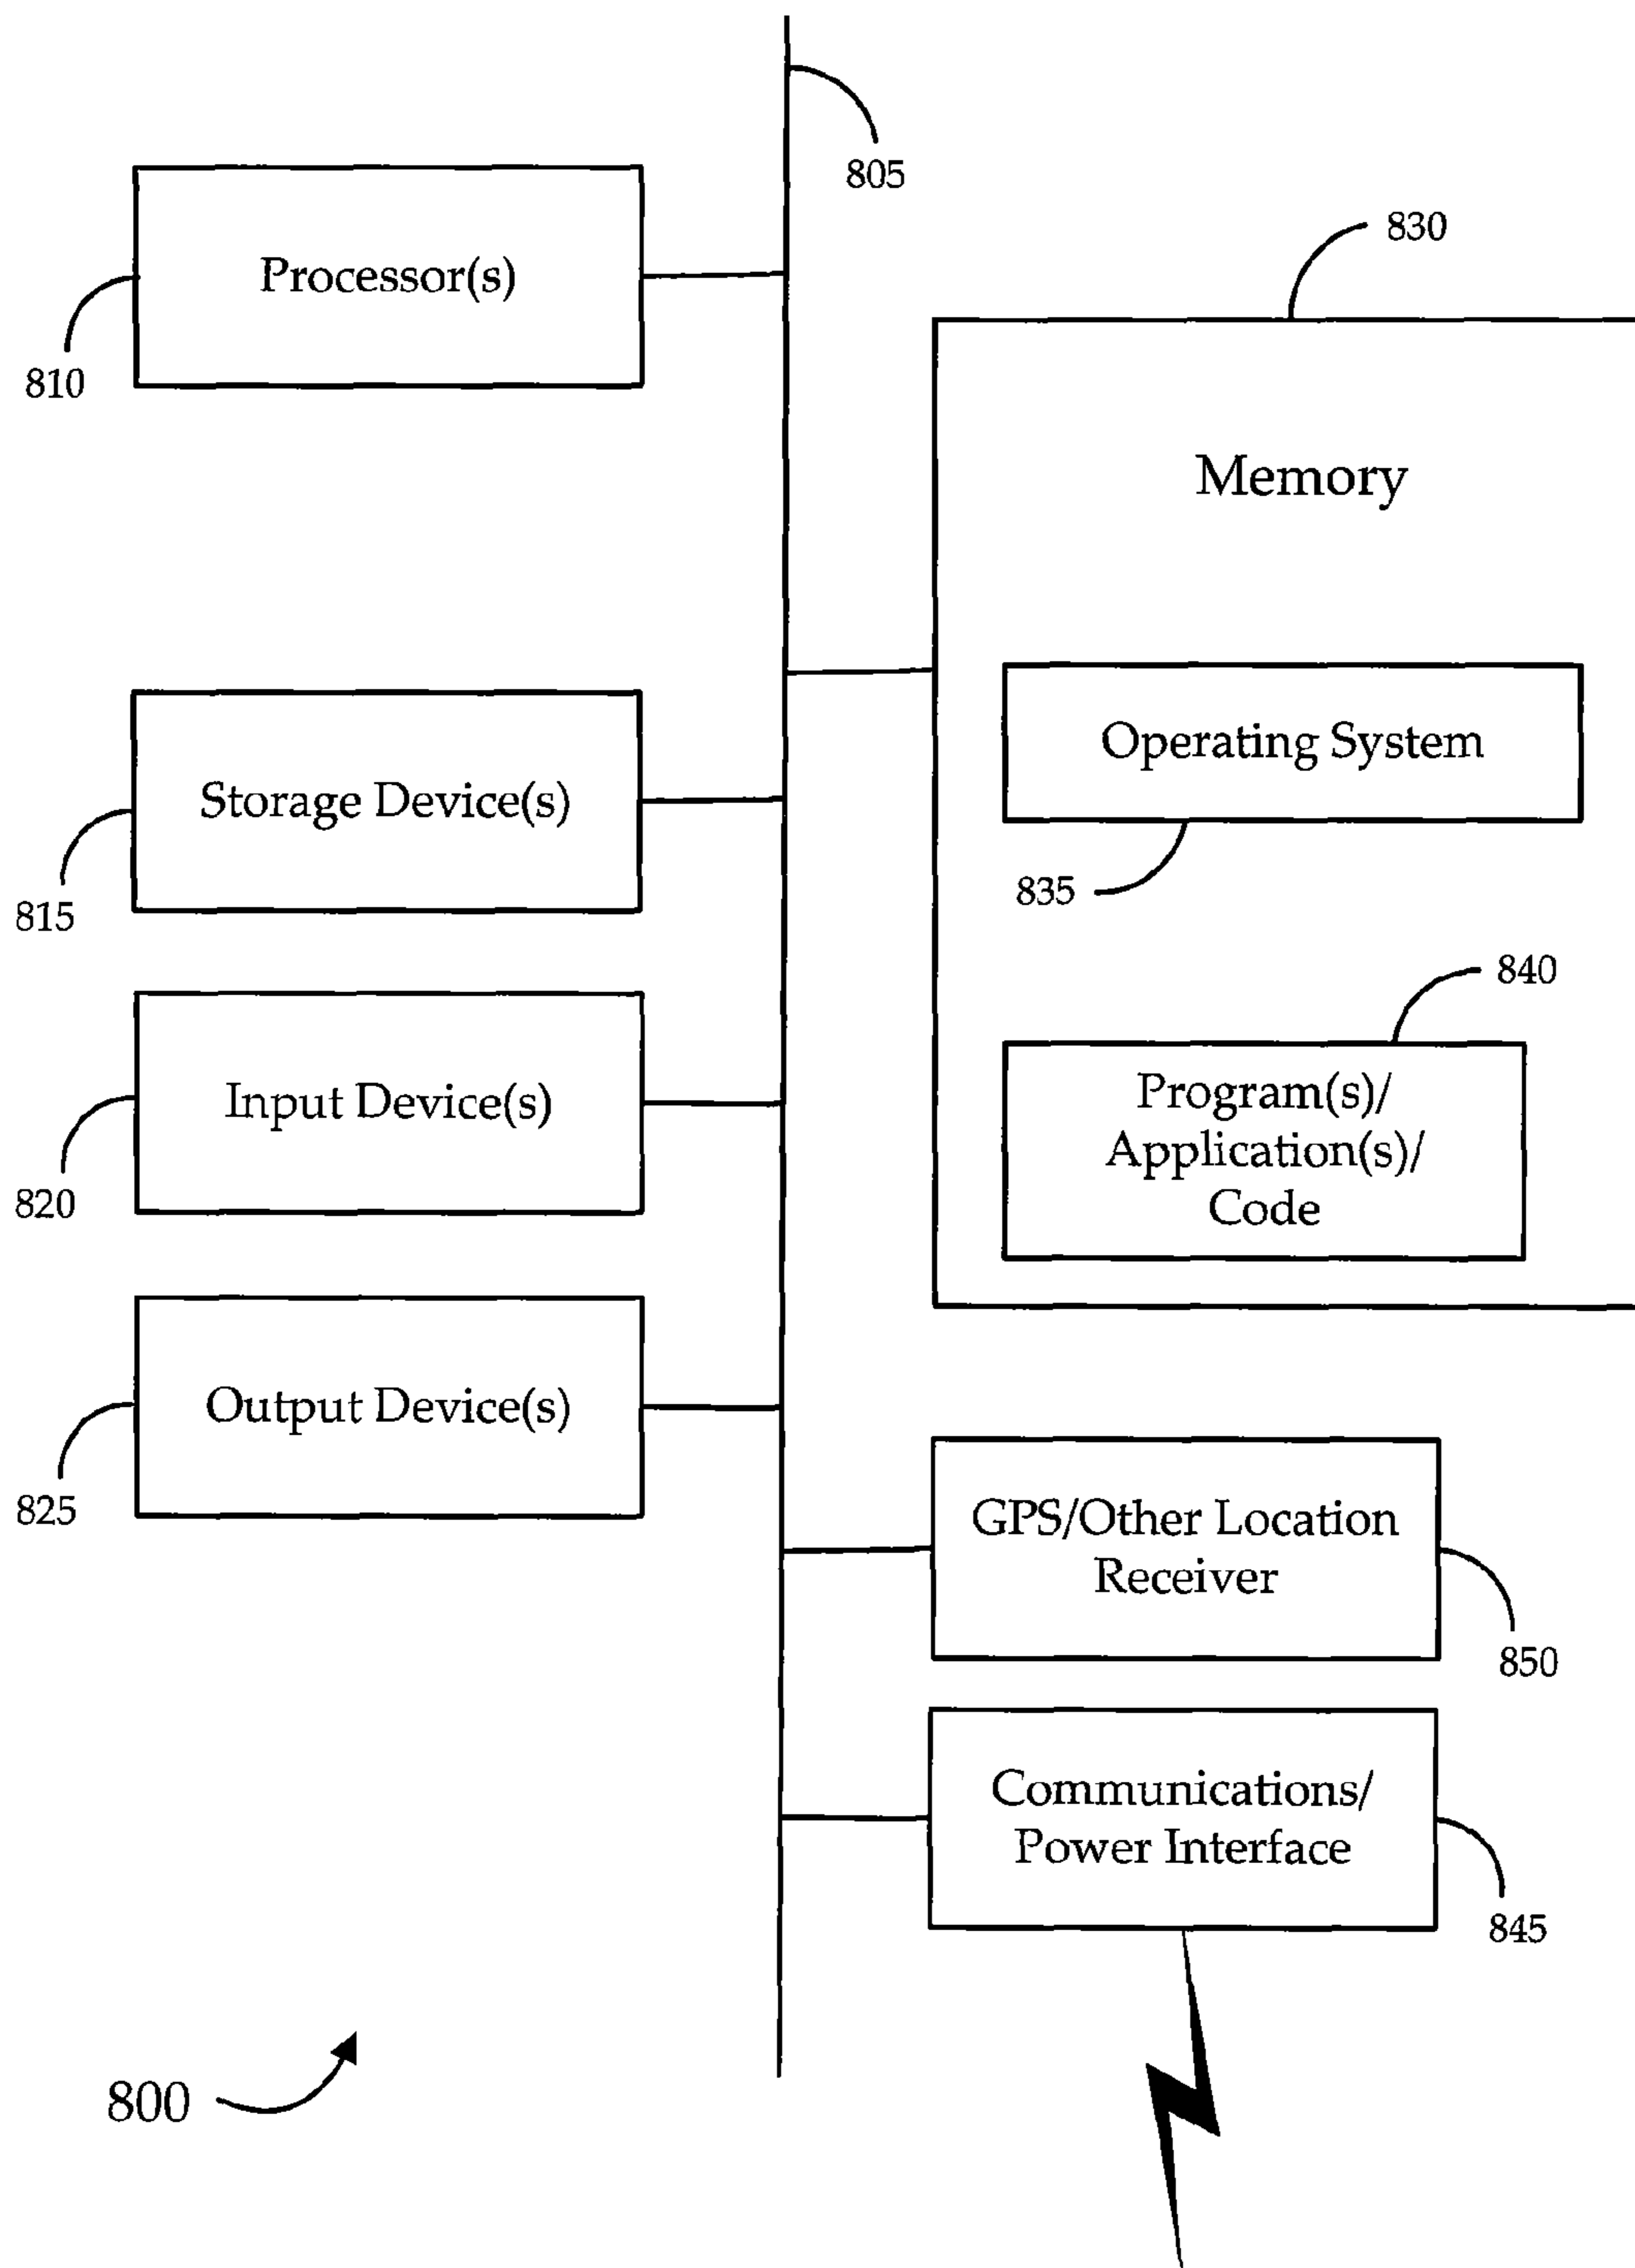 805
Processor(s)
810
830
Memory
Storage Device(s)
815
Operating System
835
Input Device(s)
820
840
Program(s)/
Application(s)/
Code
Output Device(s)
825
GPS/Other Location
Receiver
850
Communications/
Power Interface
845
800